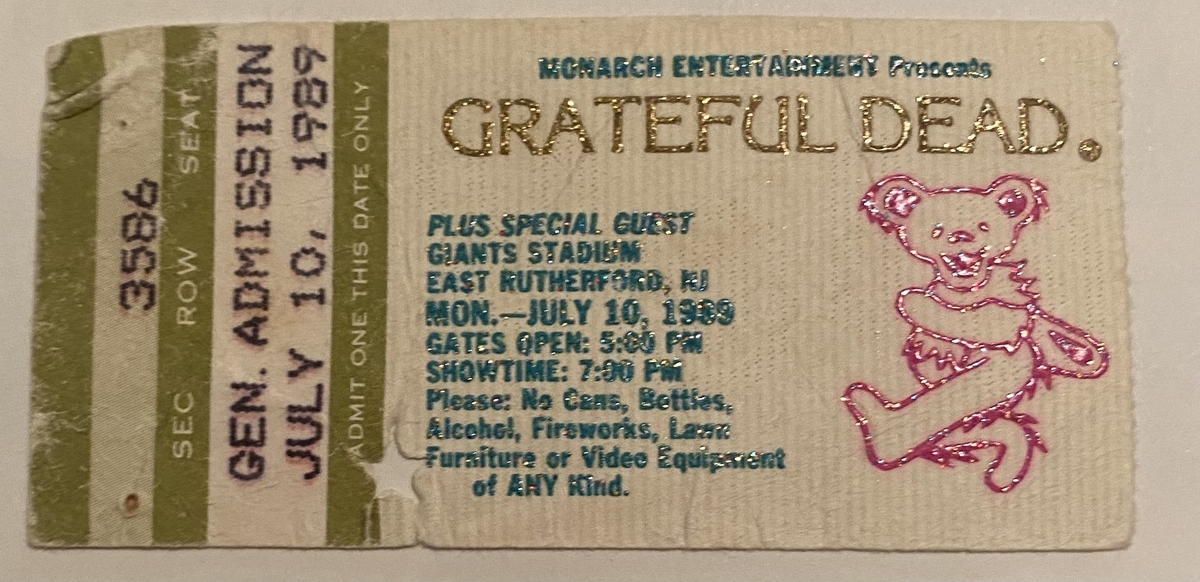 3586
SEC ROW SEAT
GEN. ADMISSION
JULY 10, 1989
ADMIT ONE THIS DATE ONLY
MONARCH ENTERTAINMENT Presents
GRATEFUL DEAD.
PLUS SPECIAL GUEST
GIANTS STADIUM
EAST RUTHERFORD, NJ
MON.—JULY 10, 1989
GATES OPEN: 5:00 PM
SHOWTIME: 7:00 PM
Please: No Cans, Bottles,
Alcohol, Fireworks, Lawn
Furniture or Video Equipment
of ANY Kind.